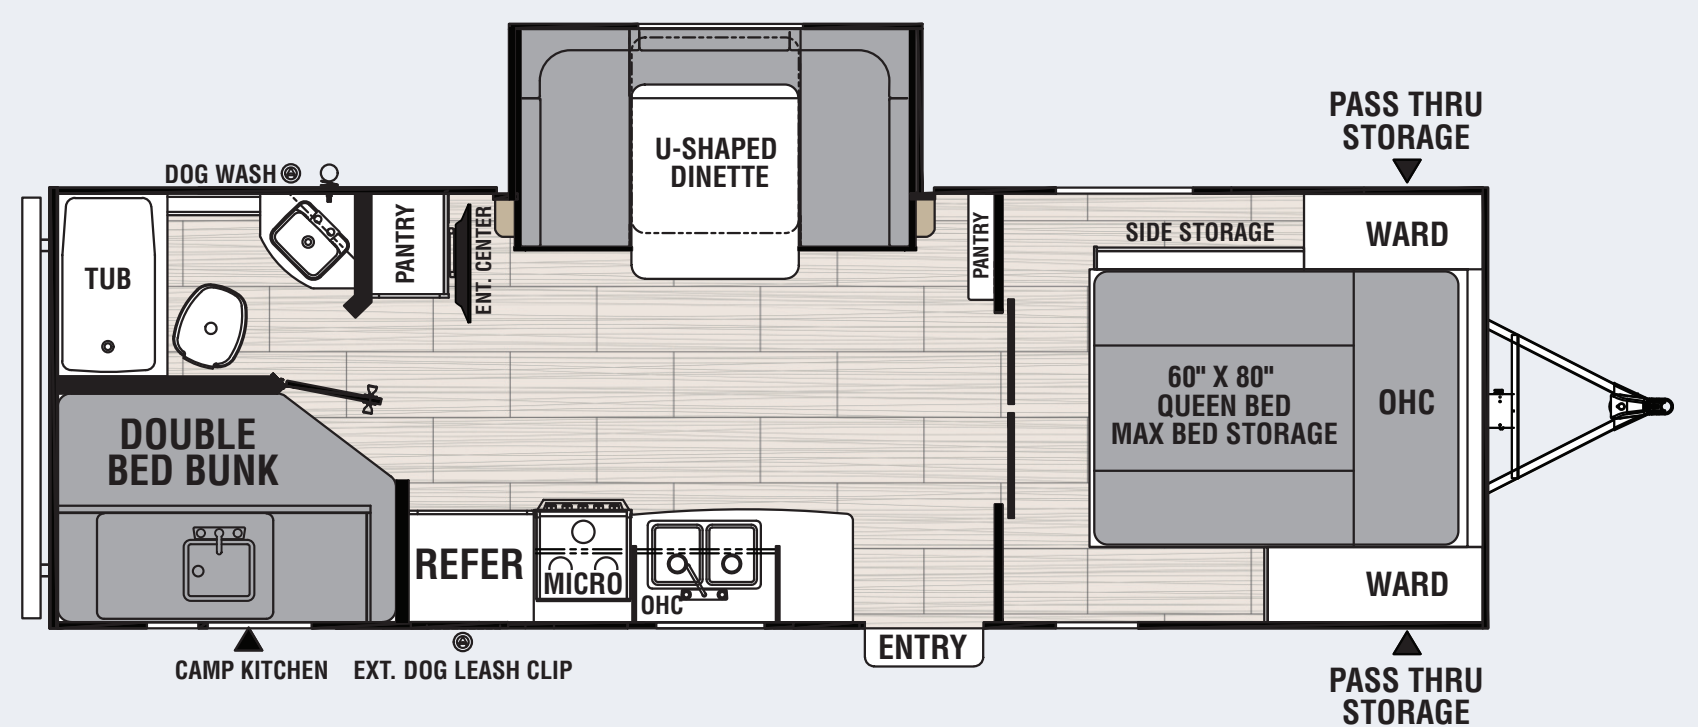 PASS THRU
STORAGE
U-SHAPED
DINETTE
DOG WASH
TUB
PANTRY
ENT. CENTER
PANTRY
SIDE STORAGE
WARD
60" X 80"
QUEEN BED
MAX BED STORAGE
OHC
DOUBLE
BED BUNK
REFER
MICRO
OHC
WARD
ENTRY
CAMP KITCHEN
EXT. DOG LEASH CLIP
PASS THRU
STORAGE